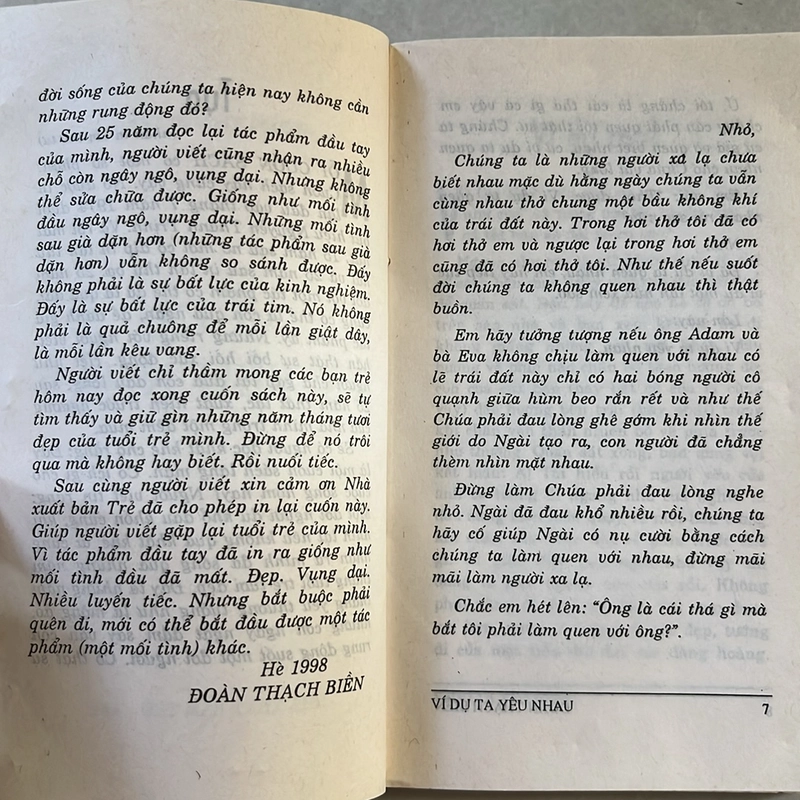 đời sống của chúng ta hiện nay không cần
những rung động đó?
Sau 25 năm đọc lại tác phẩm đầu tay
của mình, người viết cũng nhận ra nhiều
chỗ còn ngây ngô, vụng dại. Nhưng không
thể sửa chữa được. Giống như mối tình
đầu ngây ngô, vụng dại. Những mối tình
sau già dặn hơn (những tác phẩm sau già
dặn hơn) vẫn không so sánh được. Đấy
không phải là sự bất lực của kinh nghiệm.
Đấy là sự bất lực của trái tim. Nó không
phải là quả chuông để mỗi lần giật dây,
là mỗi lần kêu vang.
Người viết chỉ thầm mong các bạn trẻ
hôm nay đọc xong cuốn sách này, sẽ tự
tìm thấy và giữ gìn những năm tháng tươi
đẹp của tuổi trẻ mình. Đừng để nó trôi
qua mà không hay biết. Rồi nuối tiếc.
Sau cùng người viết xin cảm ơn Nhà
xuất bản Trẻ đã cho phép in lại cuốn này.
Giúp người viết gặp lại tuổi trẻ của mình.
Vì tác phẩm đầu tay đã in ra giống như
mối tình đầu đã mất. Đẹp. Vụng dại.
Nhiều luyến tiếc. Nhưng bắt buộc phải
quên đi, mới có thể bắt đầu được một tác
phẩm (một mối tình) khác.
Hè 1998
ĐOÀN THẠCH BIỀN
Nhỏ,
Chúng ta là những người xá lạ chưa
biết nhau mặc dù hằng ngày chúng ta vẫn
cùng nhau thở chung một bầu không khí
của trái đất này. Trong hơi thở tôi đã có
hơi thở em và ngược lại trong hơi thở em
cũng đã có hơi thở tôi. Như thế nếu suốt
đời chúng ta không quen nhau thì thật
buồn.
Em hãy tưởng tượng nếu ông Adam và
bà Eva không chịu làm quen với nhau có
lẽ trái đất này chỉ có hai bóng người cô
quạnh giữa hùm beo rắn rết và như thế
Chúa phải đau lòng ghê gớm khi nhìn thế
giới do Ngài tạo ra, con người đã chẳng
thèm nhìn mặt nhau.
Đừng làm Chúa phải đau lòng nghe
nhỏ. Ngài đã đau khổ nhiều rồi, chúng ta
hãy cố giúp Ngài có nụ cười bằng cách
chúng ta làm quen với nhau, đừng mãi
mãi làm người xa lạ.
Chắc em hét lên: “Ông là cái thá gì mà
bắt tôi phải làm quen với ông?”.
VÍ DỤ TA YÊU NHAU 7